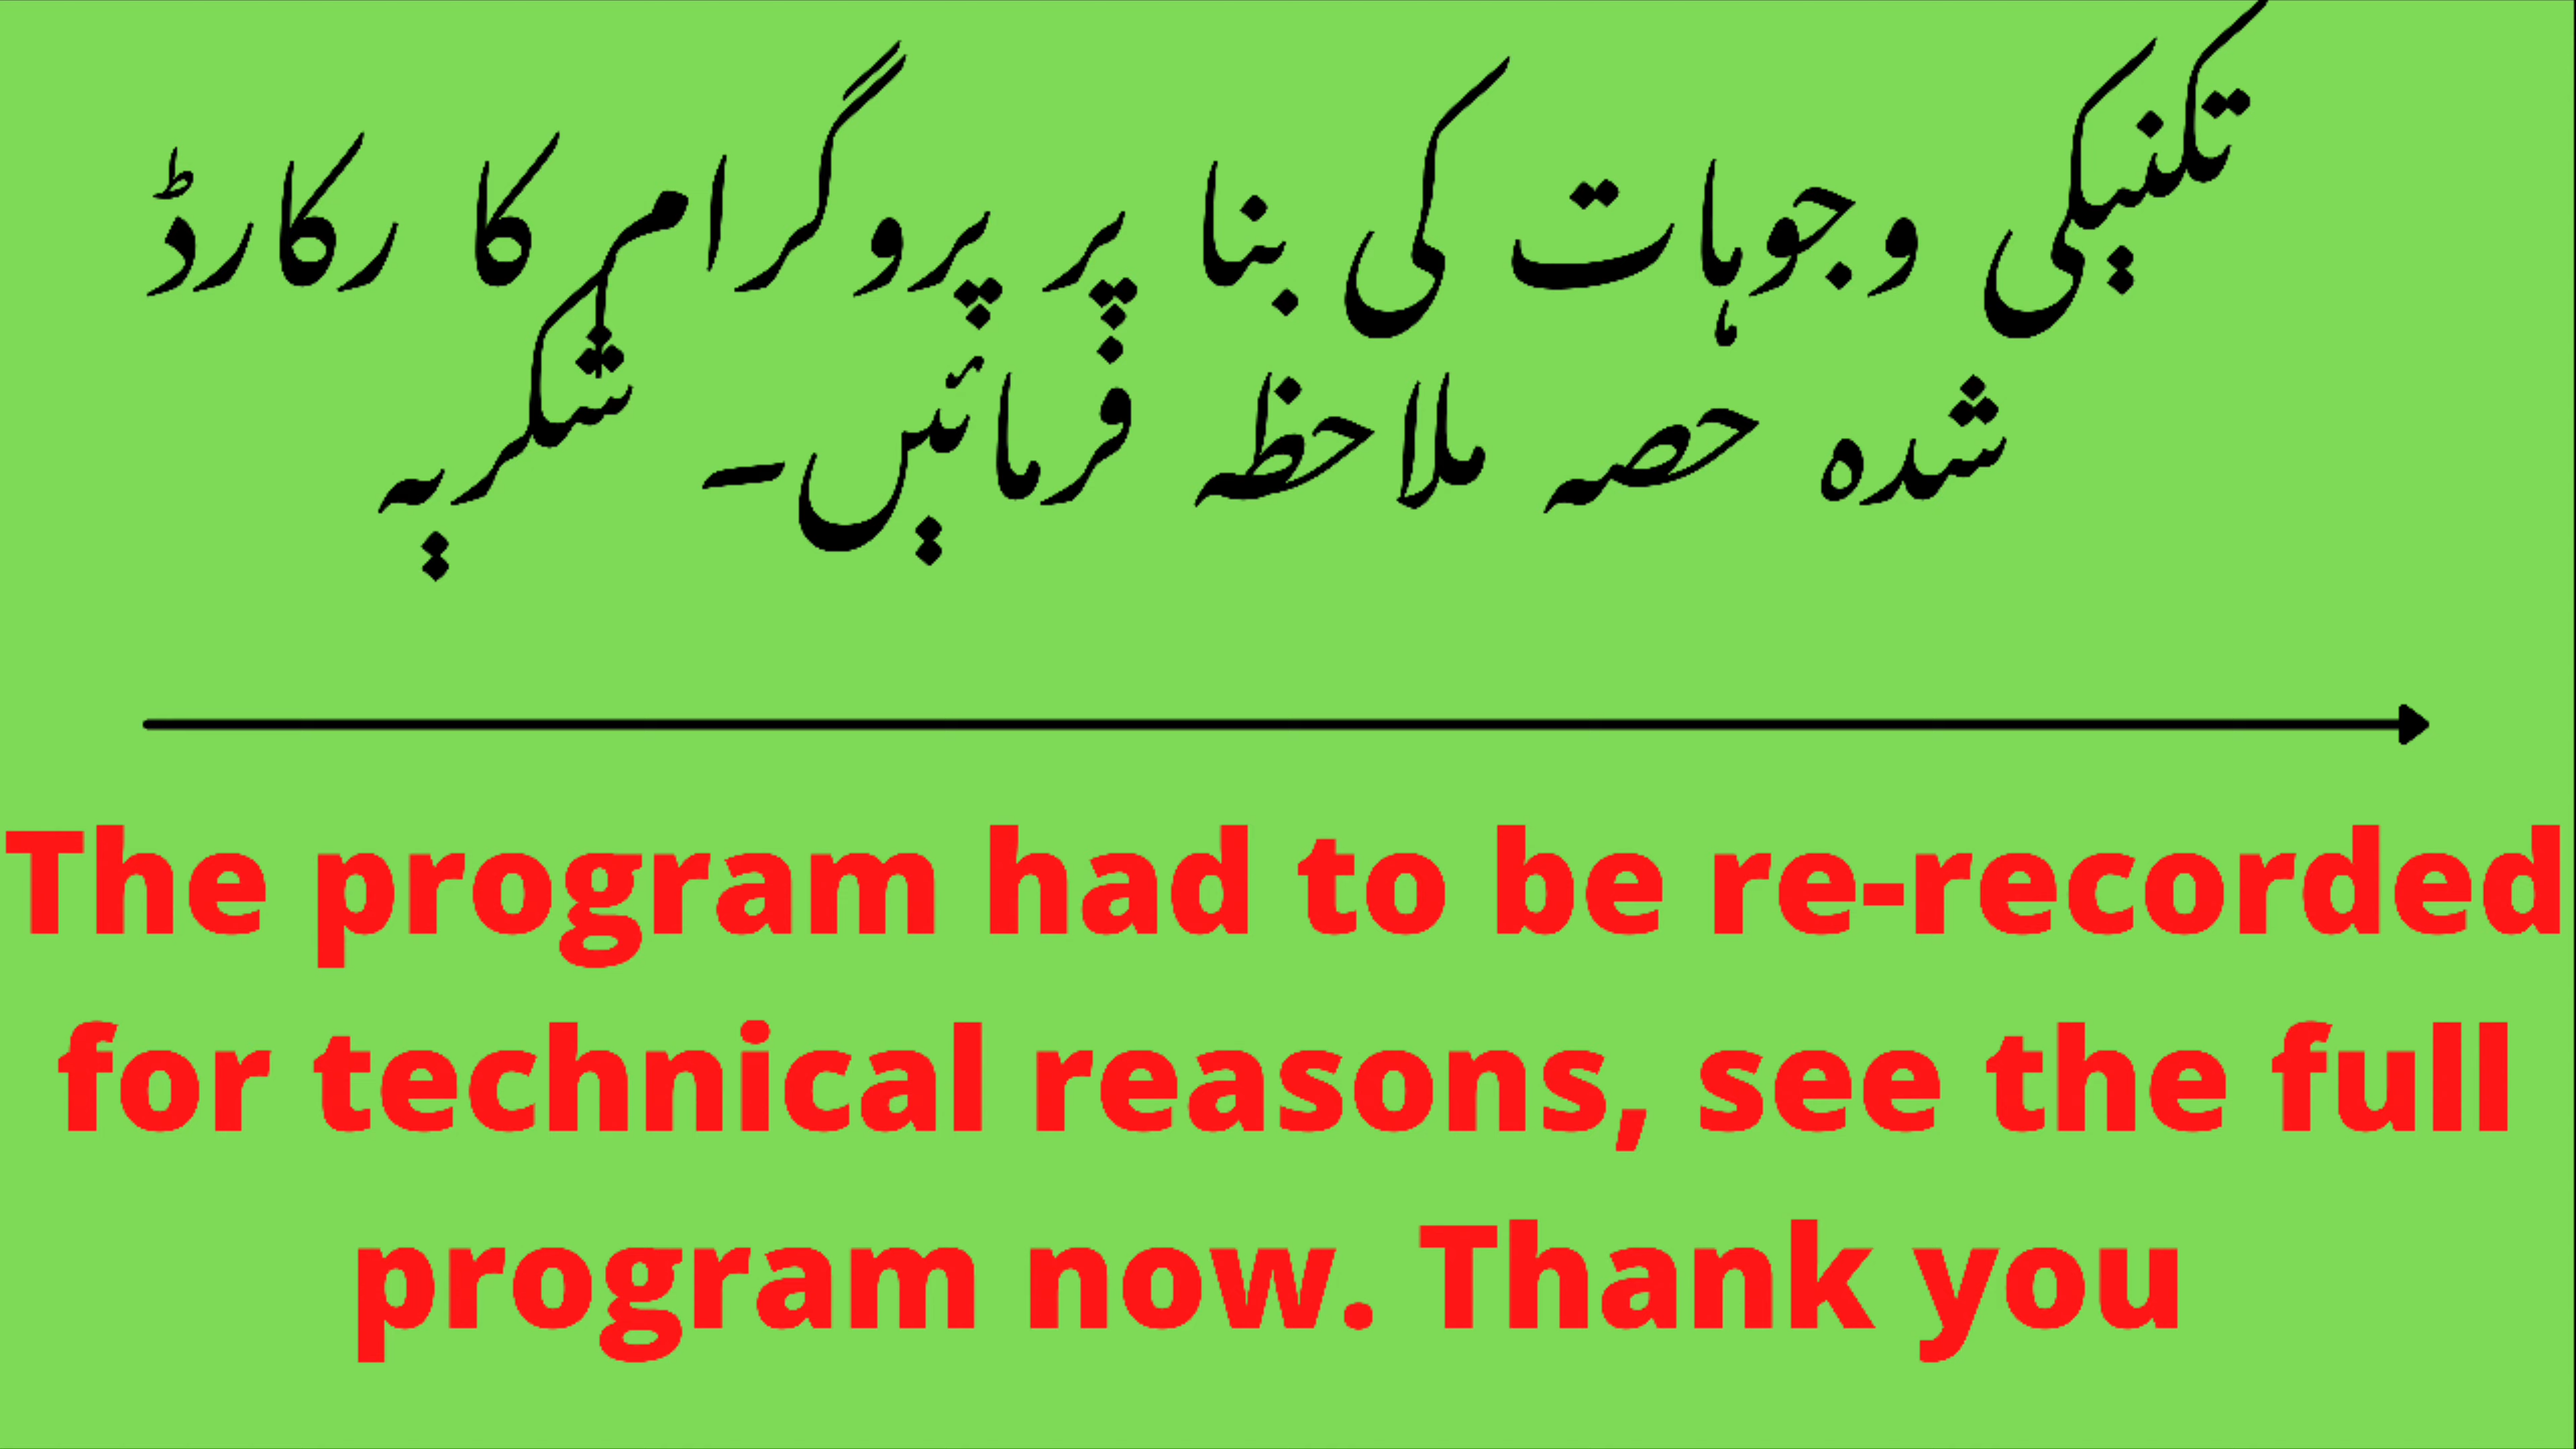 تکنیکی وجوہات کی بنا پر پروگرام کا رکارڈ
شدہ حصہ ملاحظہ فرمائیں۔ شکریہ
The program had to be re-recorded
for technical reasons, see the full
program now. Thank you